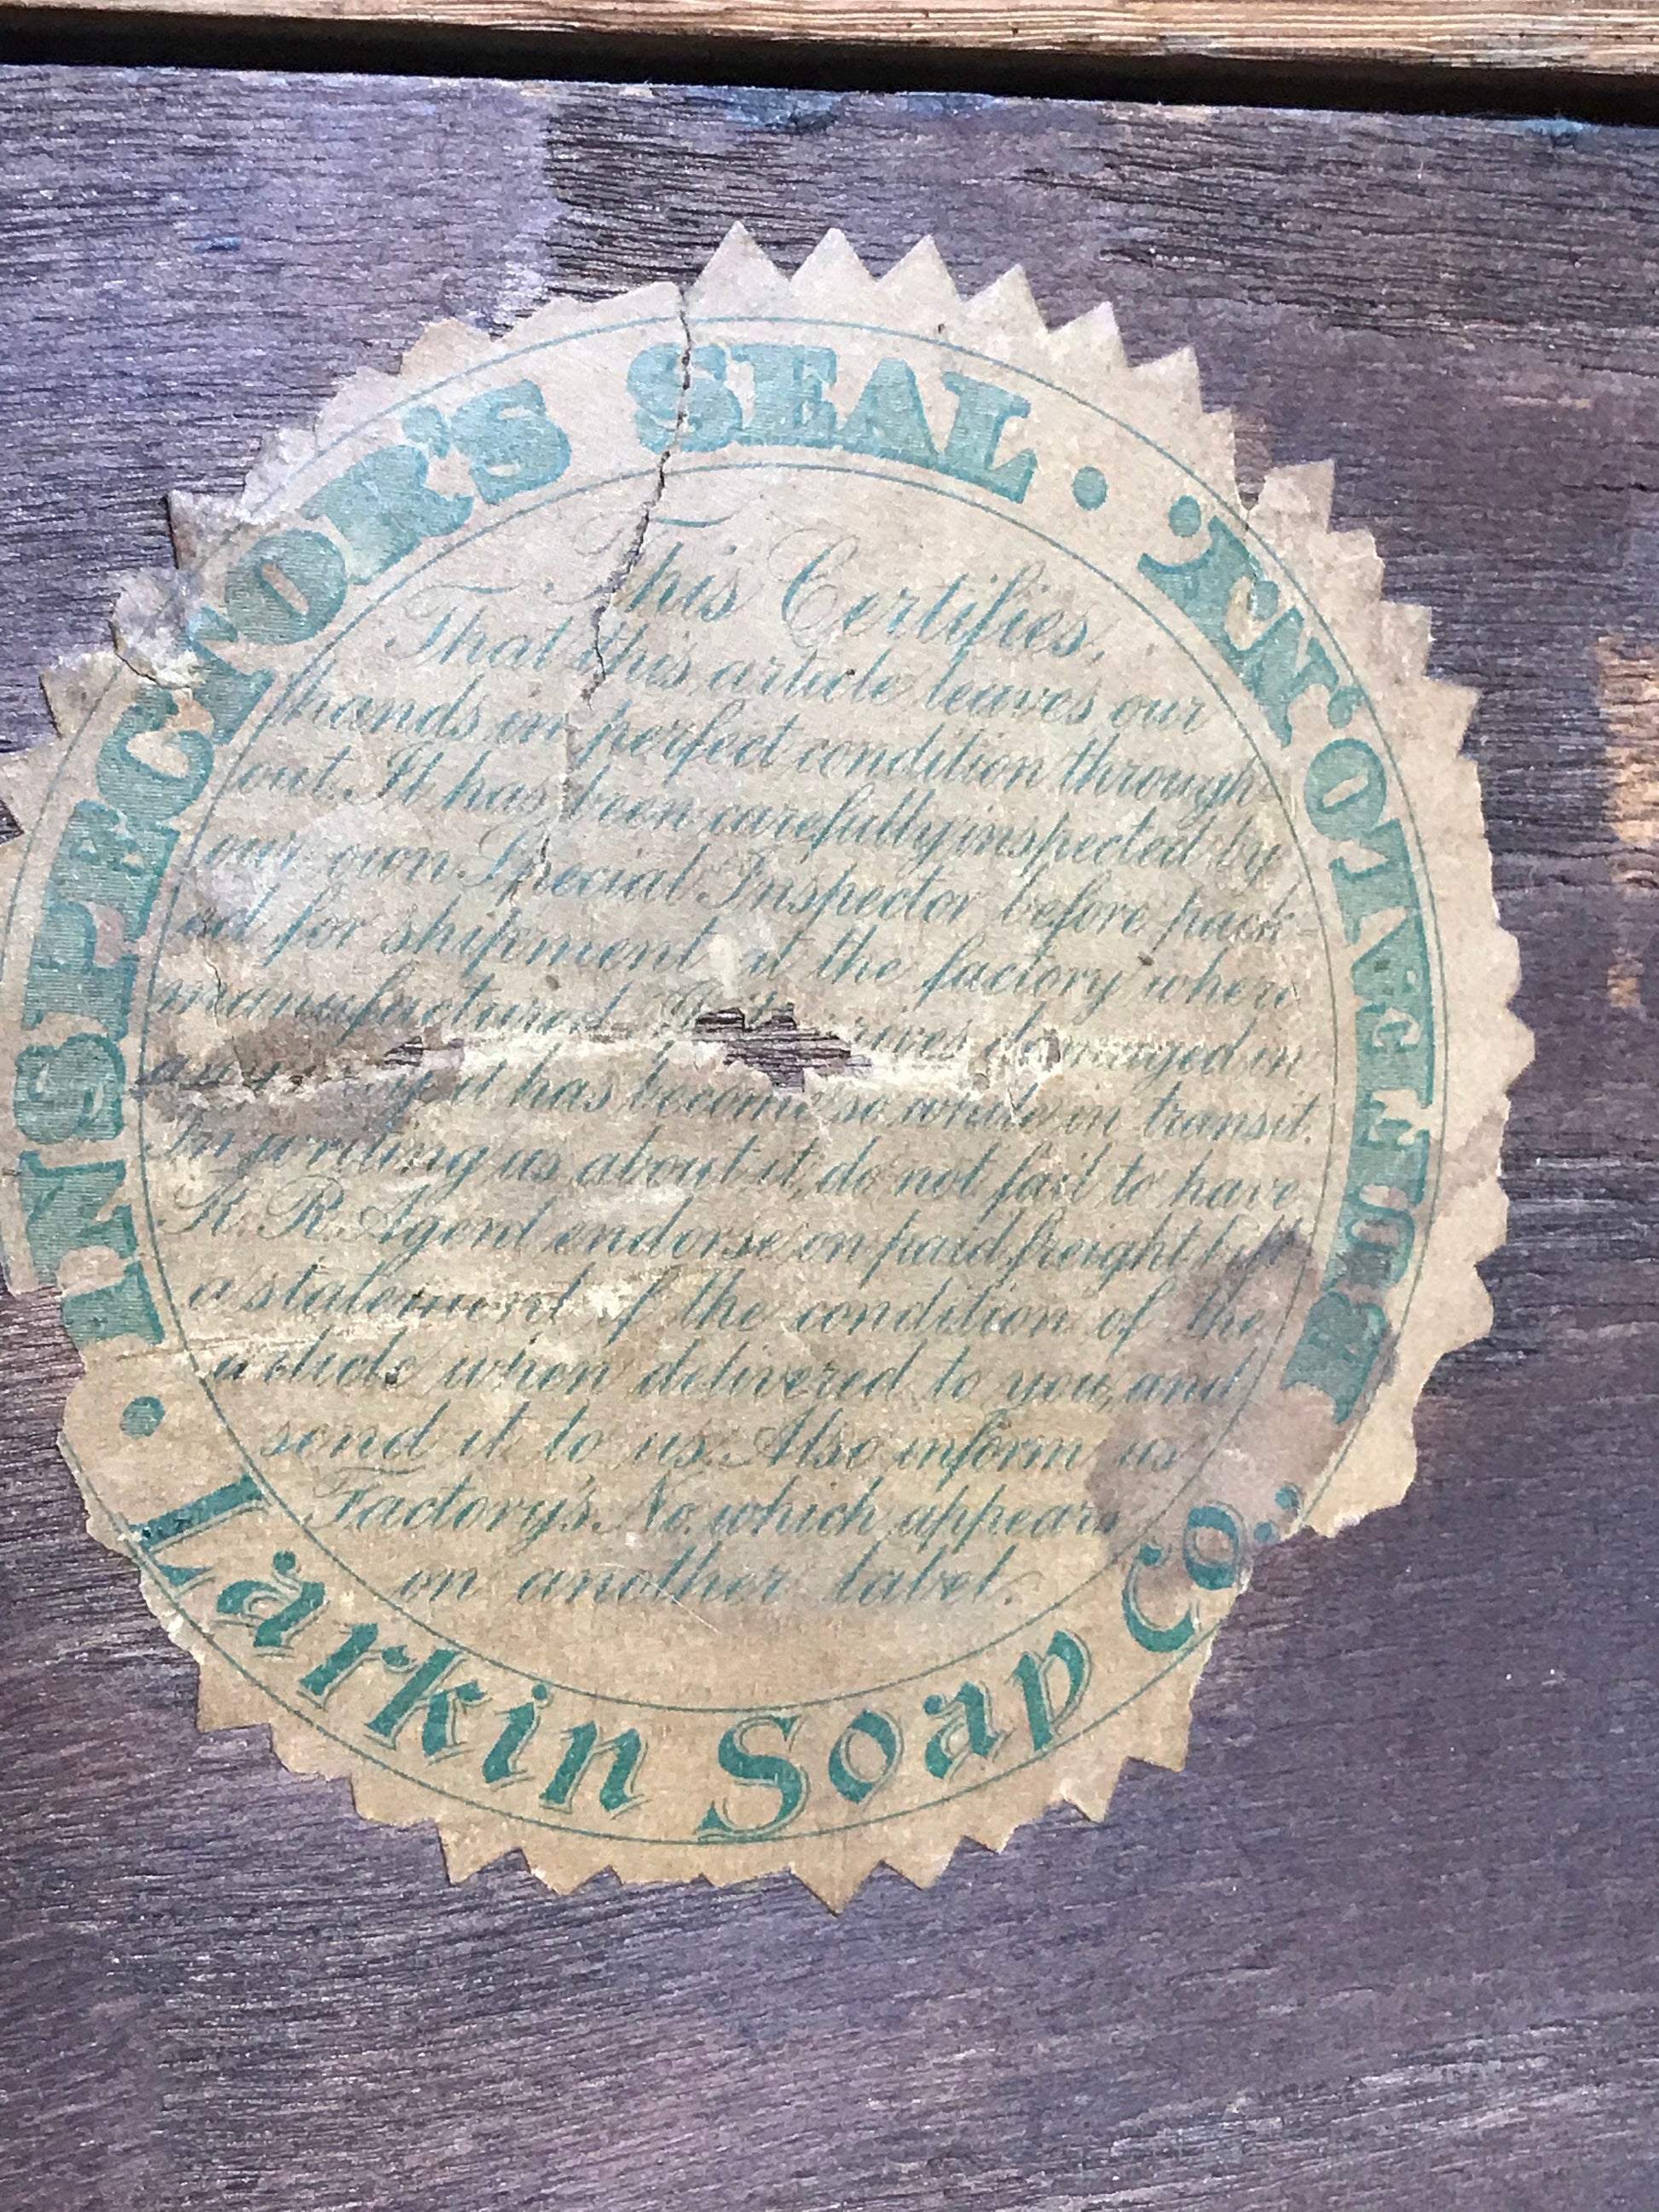 INSPECTOR'S SEAL
This Certifies,
That this article leaves our
hands in perfect condition through-
out. It has been carefully inspected by
our own Special Inspector before pack-
ed for shipment at the factory where
manufactured. damaged in
any it has become so while in transit.
In writing us about it, do not fail to have
R. R. Agent endorse on paid freight bill
a statement of the condition of the
article when delivered to you, and
send it to us. Also inform us
Factory's No. which appears
on another label.
Larkin Soap Co.